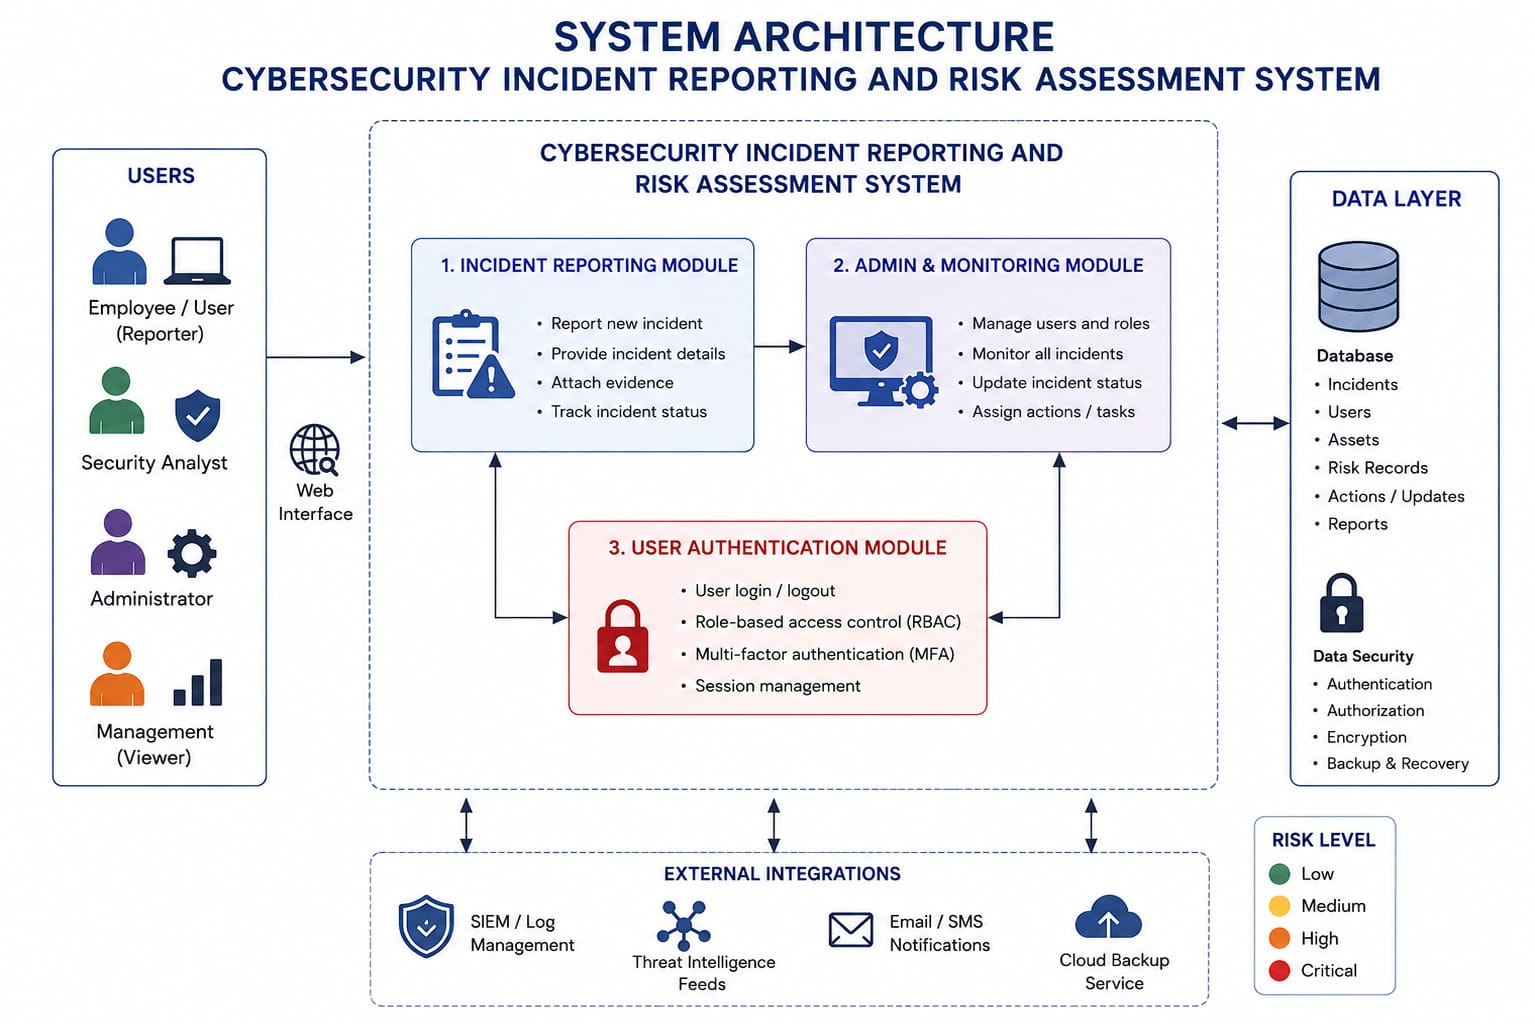 SYSTEM ARCHITECTURE
CYBERSECURITY INCIDENT REPORTING AND RISK ASSESSMENT SYSTEM
USERS
Employee / User
(Reporter)
Security Analyst
Administrator
Management
(Viewer)
Web
Interface
CYBERSECURITY INCIDENT REPORTING AND
RISK ASSESSMENT SYSTEM
1. INCIDENT REPORTING MODULE
• Report new incident
• Provide incident details
• Attach evidence
• Track incident status
2. ADMIN & MONITORING MODULE
• Manage users and roles
• Monitor all incidents
• Update incident status
• Assign actions / tasks
3. USER AUTHENTICATION MODULE
• User login / logout
• Role-based access control (RBAC)
• Multi-factor authentication (MFA)
• Session management
DATA LAYER
Database
• Incidents
• Users
• Assets
• Risk Records
• Actions / Updates
• Reports
Data Security
• Authentication
• Authorization
• Encryption
• Backup & Recovery
EXTERNAL INTEGRATIONS
SIEM / Log
Management
Threat Intelligence
Feeds
Email / SMS
Notifications
Cloud Backup
Service
RISK LEVEL
Low
Medium
High
Critical